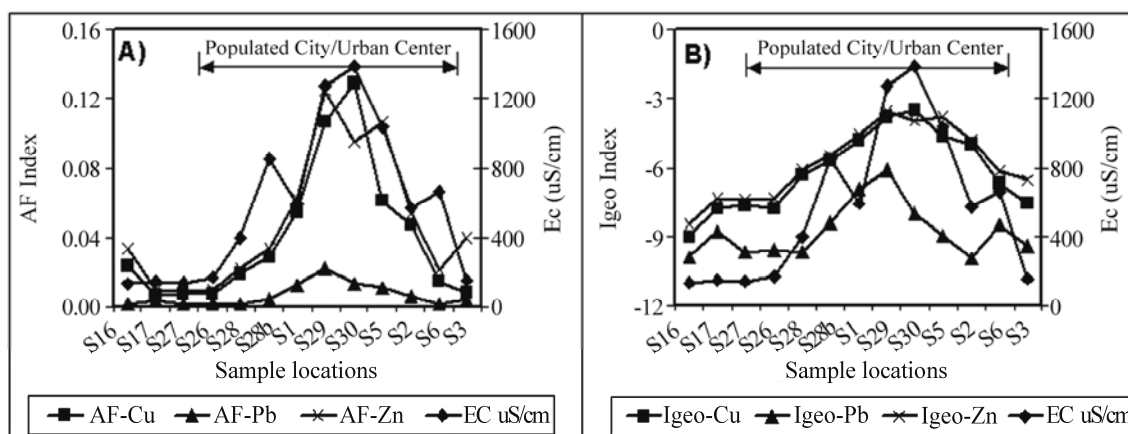 A)
Populated City/Urban Center
AF Index
0.16
0.12
0.08
0.04
0.00
1600
1200
800
400
0
Ec (uS/cm)
S16 S17 S27 S26 S28 S28b S1 S29 S30 S5 S2 S6 S3
Sample locations
AF-Cu AF-Pb AF-Zn EC uS/cm
B)
Populated City/Urban Center
Igeo Index
0
-3
-6
-9
-12
1600
1200
800
400
0
Ec (uS/cm)
S16 S17 S27 S26 S28 S28b S1 S29 S30 S5 S2 S6 S3
Sample locations
Igeo-Cu Igeo-Pb Igeo-Zn EC uS/cm